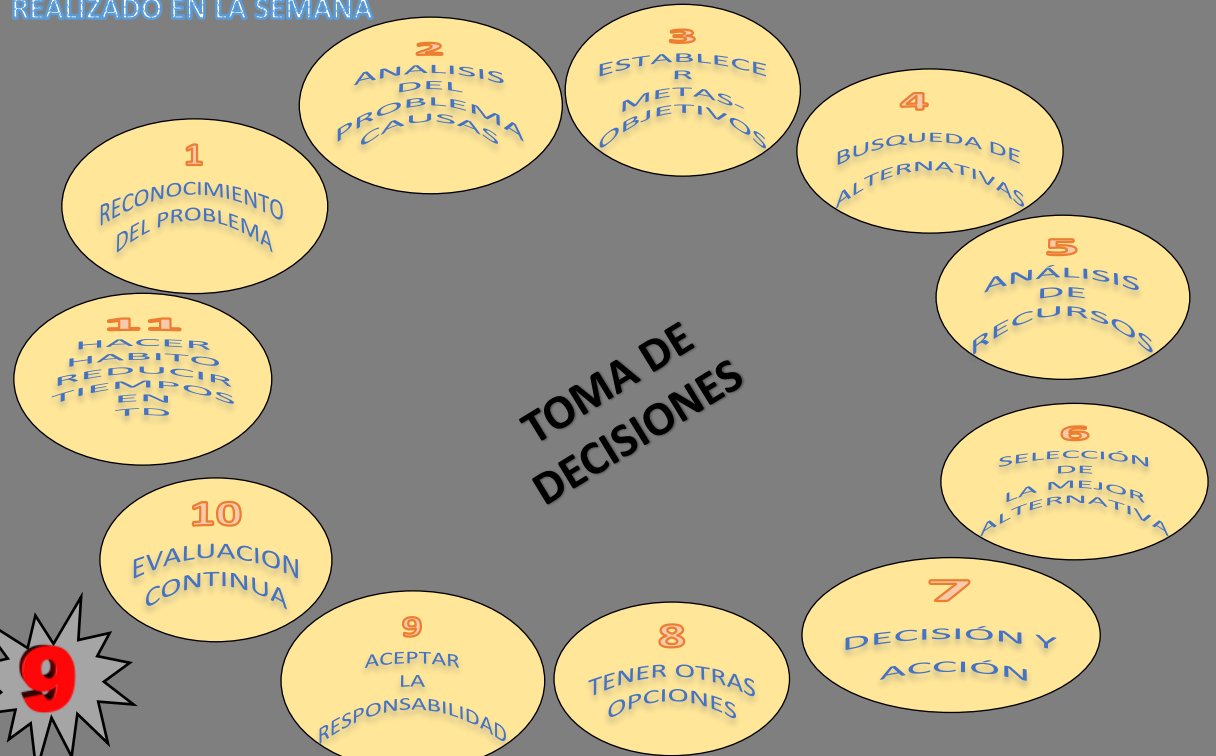 REALIZADO EN LA SEMANA
1
RECONOCIMIENTO
DEL PROBLEMA
2
ANALISIS
DEL
PROBLEMA
CAUSAS
3
ESTABLECE
R
METAS-
OBJETIVOS
4
BUSQUEDA DE
ALTERNATIVAS
5
ANÁLISIS
DE
RECURSOS
6
SELECCIÓN
DE
LA MEJOR
ALTERNATIVA
7
DECISIÓN Y
ACCIÓN
8
TENER OTRAS
OPCIONES
9
ACEPTAR
LA
RESPONSABILIDAD
10
EVALUACION
CONTINUA
11
HACER
HABITO
REDUCIR
TIEMPOS
EN
TD
TOMA DE
DECISIONES
9